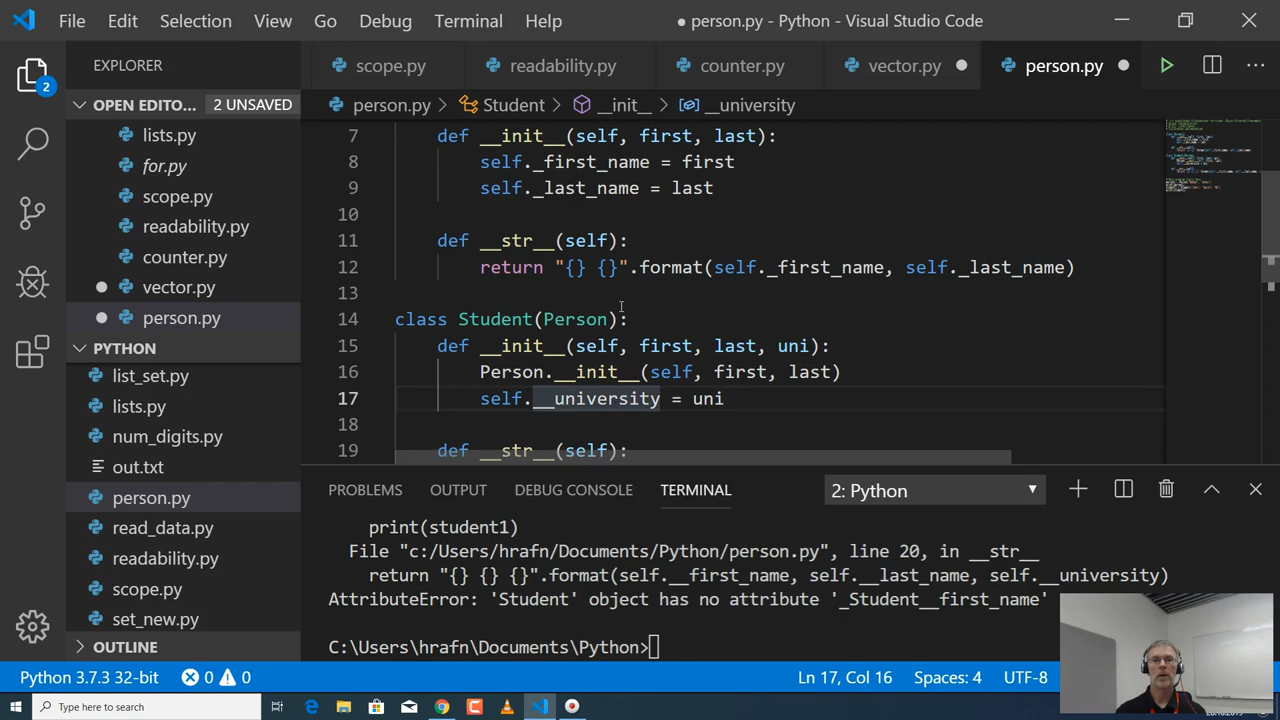 File Edit Selection View Go Debug Terminal Help ● person.py - Python - Visual Studio Code
EXPLORER
scope.py readability.py counter.py vector.py person.py
OPEN EDITO... 2 UNSAVED
2
lists.py
for.py
scope.py
readability.py
counter.py
vector.py
person.py
PYTHON
list_set.py
lists.py
num_digits.py
out.txt
person.py
read_data.py
readability.py
scope.py
set_new.py
OUTLINE
person.py > Student > __init__ > __university
7 def __init__(self, first, last):
8 self._first_name = first
9 self._last_name = last
10
11 def __str__(self):
12 return "{} {}".format(self._first_name, self._last_name)
13
14 class Student(Person):
15 def __init__(self, first, last, uni):
16 Person.__init__(self, first, last)
17 self.__university = uni
18
19 def __str__(self):
PROBLEMS OUTPUT DEBUG CONSOLE TERMINAL 2: Python
print(student1)
File "c:/Users/hrafn/Documents/Python/person.py", line 20, in __str__
return "{} {} {}".format(self.__first_name, self.__last_name, self.__university)
AttributeError: 'Student' object has no attribute '_Student__first_name'
C:\Users\hrafn\Documents\Python>
Python 3.7.3 32-bit 0 0 Ln 17, Col 16 Spaces: 4 UTF-8
Type here to search